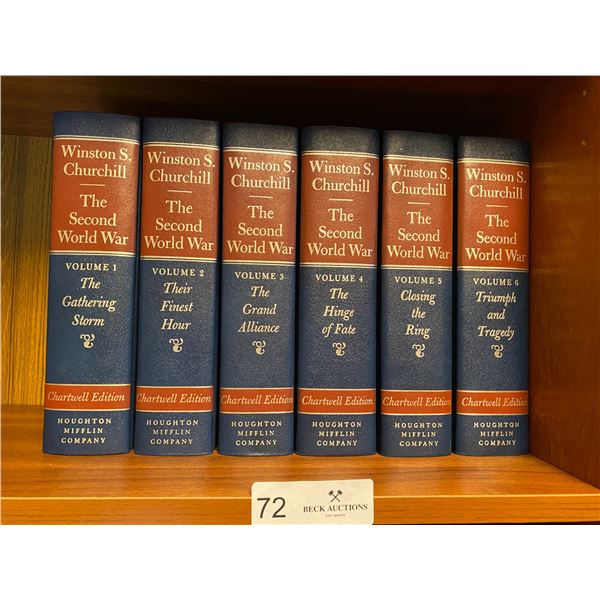 Winston S.
Churchill
The
Second
World War
VOLUME 1
The
Gathering
Storm
Chartwell Edition
HOUGHTON
MIFFLIN
COMPANY
Winston S.
Churchill
The
Second
World War
VOLUME 2
Their
Finest
Hour
Chartwell Edition
HOUGHTON
MIFFLIN
COMPANY
Winston S.
Churchill
The
Second
World War
VOLUME 3
The
Grand
Alliance
Chartwell Edition
HOUGHTON
MIFFLIN
COMPANY
Winston S.
Churchill
The
Second
World War
VOLUME 4
The
Hinge
of Fate
Chartwell Edition
HOUGHTON
MIFFLIN
COMPANY
Winston S.
Churchill
The
Second
World War
VOLUME 5
Closing
the
Ring
Chartwell Edition
HOUGHTON
MIFFLIN
COMPANY
Winston S.
Churchill
The
Second
World War
VOLUME 6
Triumph
and
Tragedy
Chartwell Edition
HOUGHTON
MIFFLIN
COMPANY
72
BECK AUCTIONS